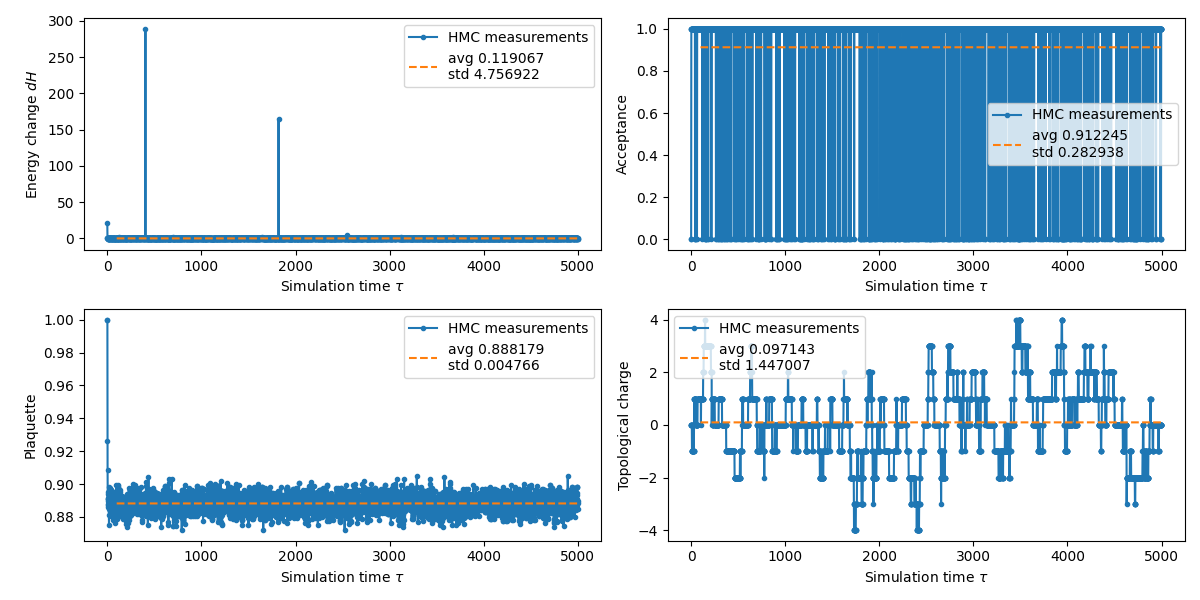 300
250
200
150
100
50
0
Energy change dH
HMC measurements
avg 0.119067
std 4.756922
0 1000 2000 3000 4000 5000
Simulation time τ
1.0
0.8
0.6
0.4
0.2
0.0
Acceptance
HMC measurements
avg 0.912245
std 0.282938
0 1000 2000 3000 4000 5000
Simulation time τ
1.00
0.98
0.96
0.94
0.92
0.90
0.88
Plaquette
HMC measurements
avg 0.888179
std 0.004766
0 1000 2000 3000 4000 5000
Simulation time τ
4
2
0
−2
−4
Topological charge
HMC measurements
avg 0.097143
std 1.447007
0 1000 2000 3000 4000 5000
Simulation time τ